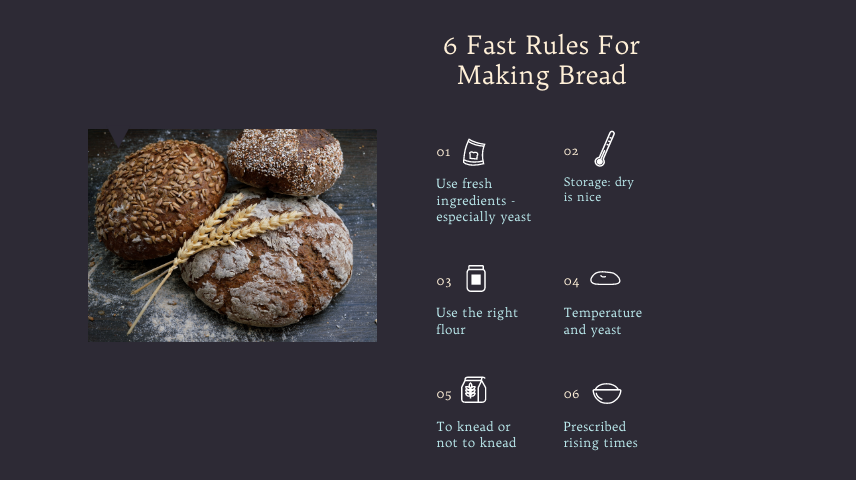 6 Fast Rules For
Making Bread
01
Use fresh
ingredients -
especially yeast
02
Storage: dry
is nice
03
Use the right
flour
04
Temperature
and yeast
05
To knead or
not to knead
06
Prescribed
rising times